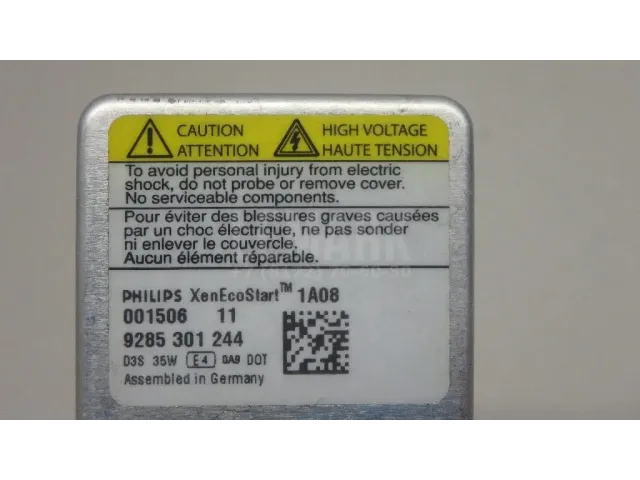 CAUTION
ATTENTION
HIGH VOLTAGE
HAUTE TENSION
To avoid personal injury from electric
shock, do not probe or remove cover.
No serviceable components.
Pour éviter des blessures graves causées
par un choc électrique, ne pas sonder
ni enlever le couvercle.
Aucun élément réparable.
PHILIPS XenEcoStart™ 1A08
001506 11
9285 301 244
D3S 35W E4 0A9 DOT
Assembled in Germany